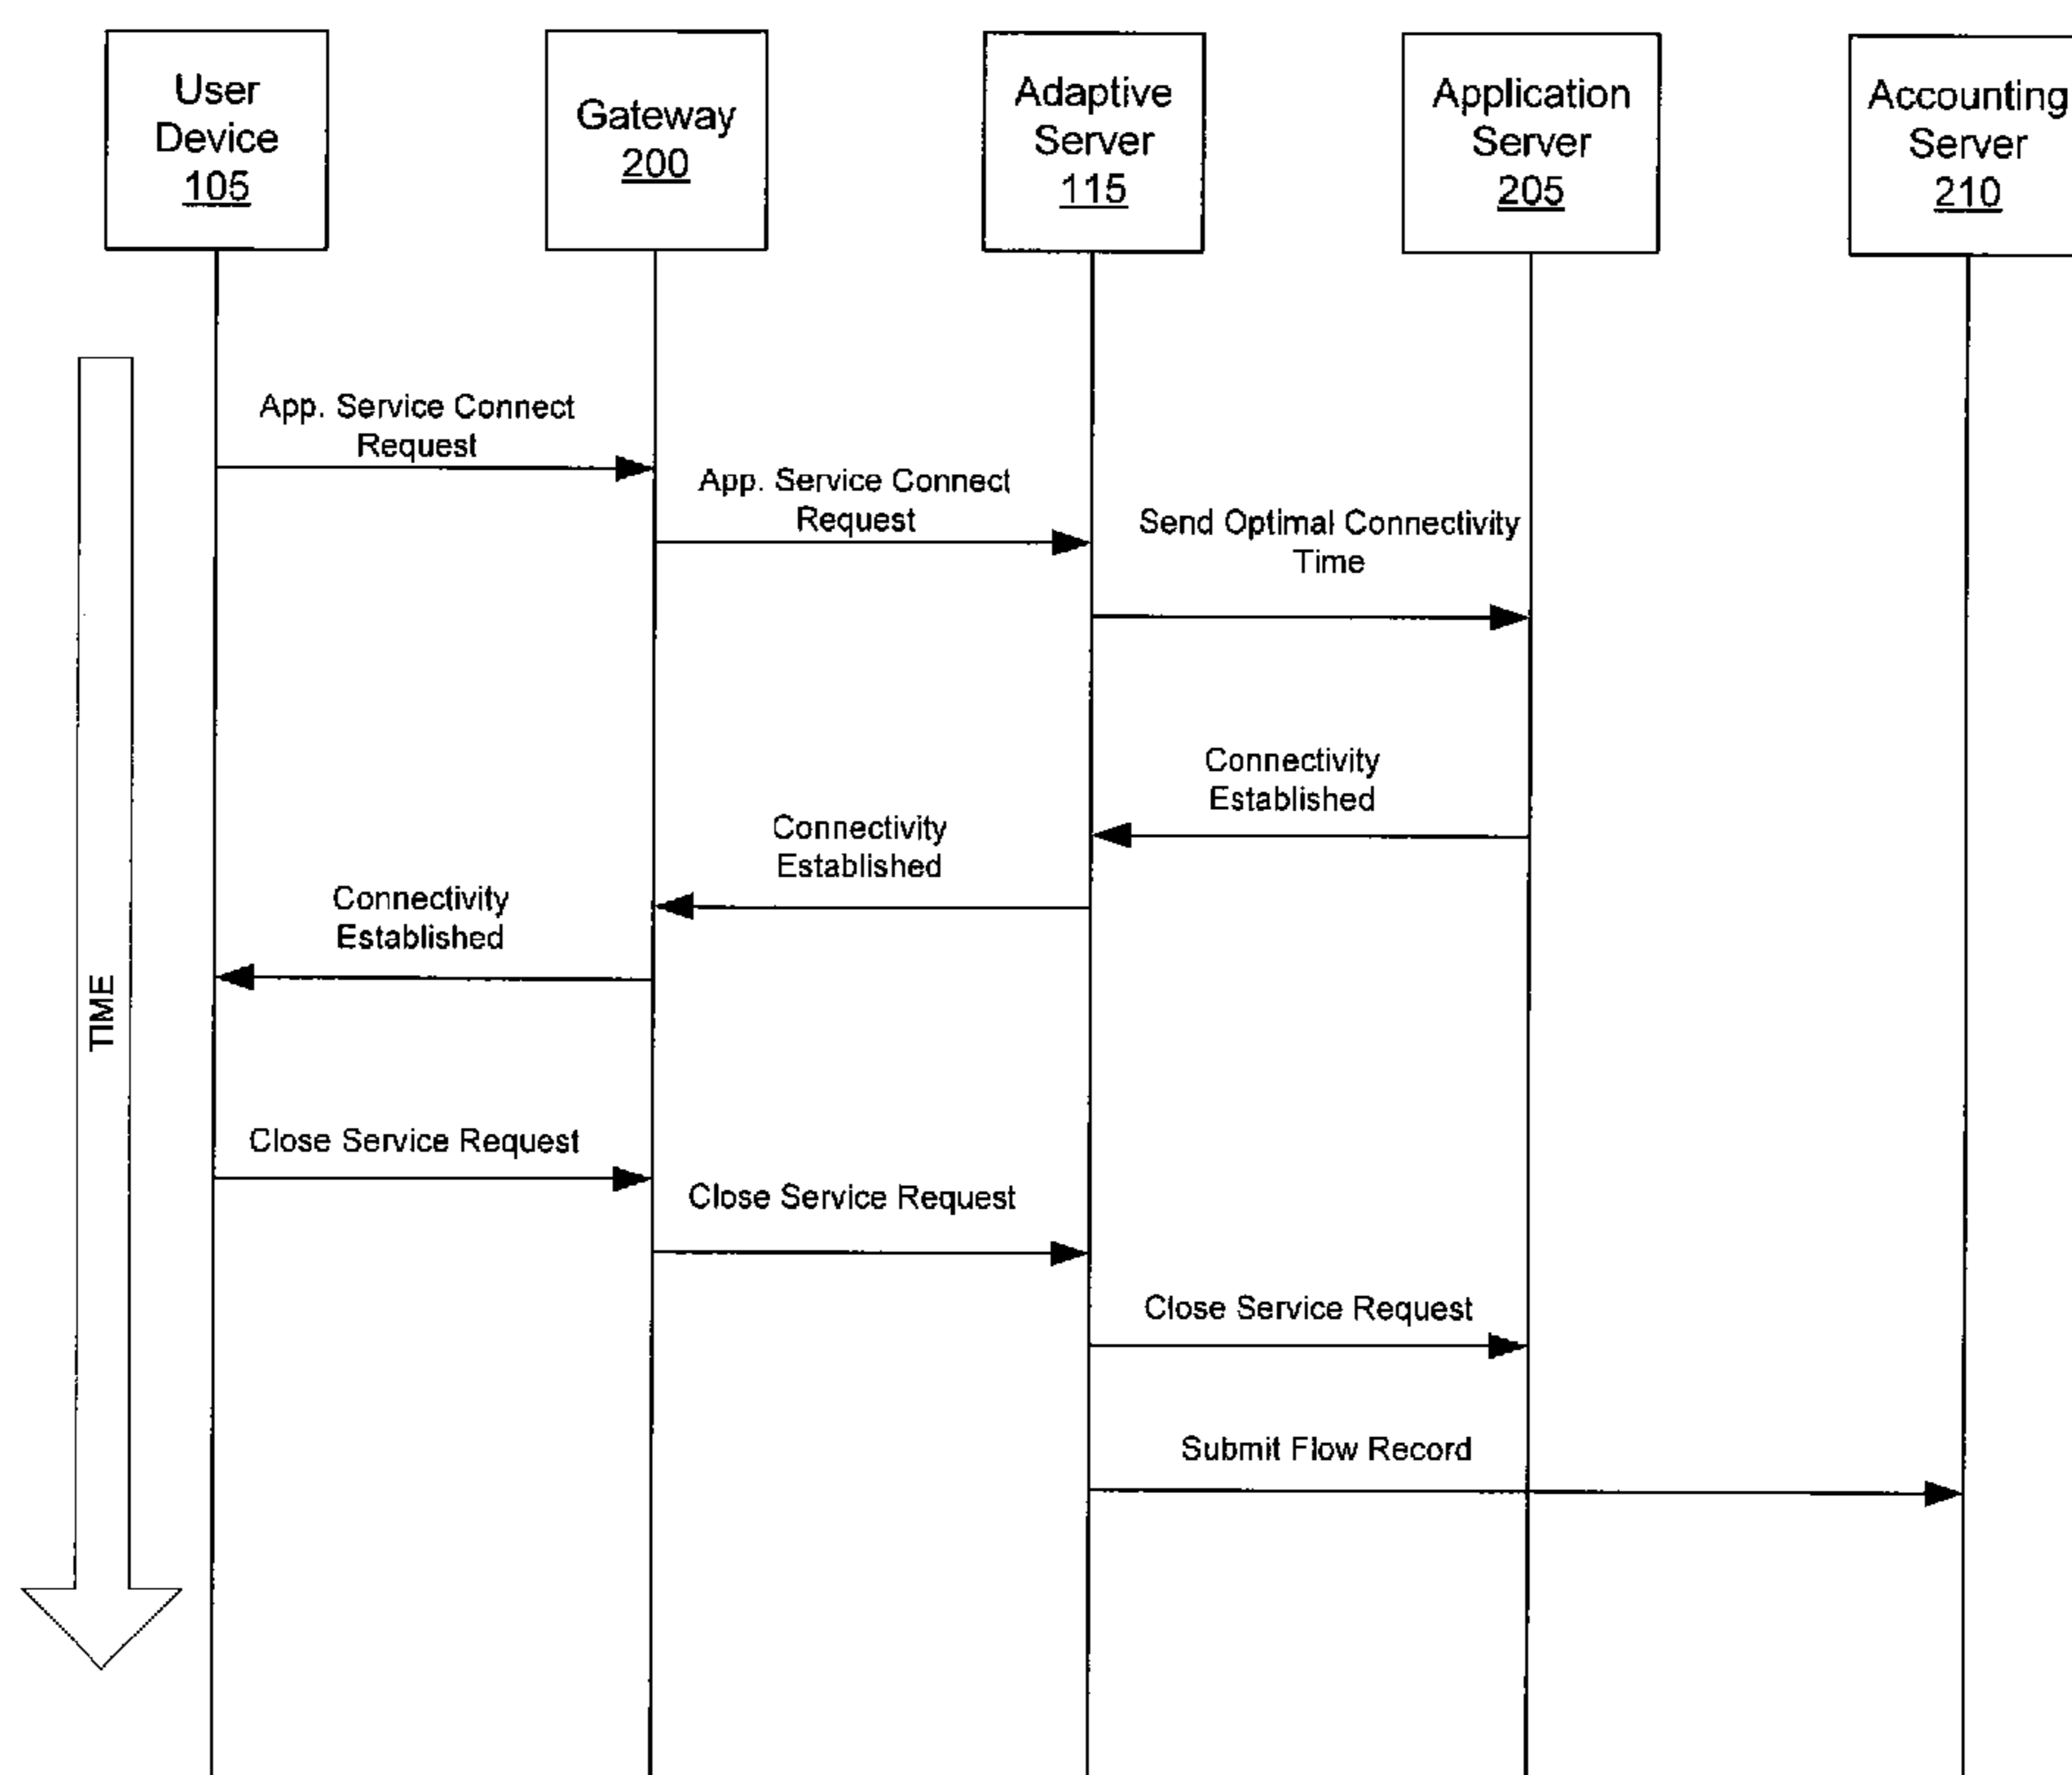 User
Device
105
Gateway
200
Adaptive
Server
115
Application
Server
205
Accounting
Server
210
App. Service Connect
Request
App. Service Connect
Request
Send Optimal Connectivity
Time
Connectivity
Established
Connectivity
Established
Connectivity
Established
TIME
Close Service Request
Close Service Request
Close Service Request
Submit Flow Record